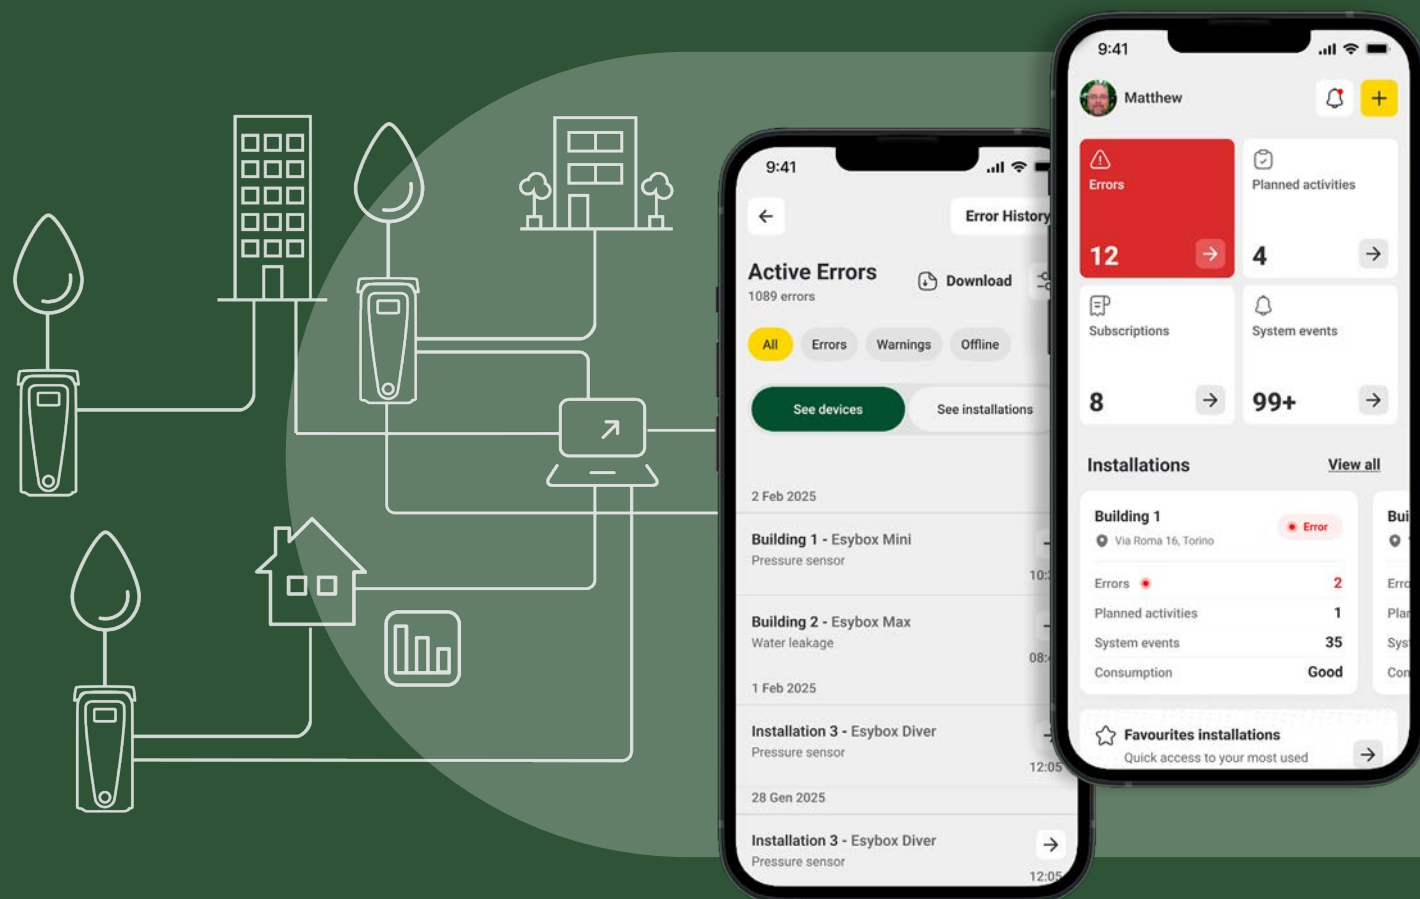 9:41
Error History
Active Errors
Download
1089 errors
All
Errors
Warnings
Offline
See devices
See installations
2 Feb 2025
Building 1 - Esybox Mini
Pressure sensor
Building 2 - Esybox Max
Water leakage
1 Feb 2025
Installation 3 - Esybox Diver
Pressure sensor
12:05
28 Gen 2025
Installation 3 - Esybox Diver
Pressure sensor
12:05
9:41
Matthew
Errors
12
Planned activities
4
Subscriptions
8
System events
99+
Installations
View all
Building 1
Error
Via Roma 16, Torino
Errors 2
Planned activities 1
System events 35
Consumption Good
Favourites installations
Quick access to your most used